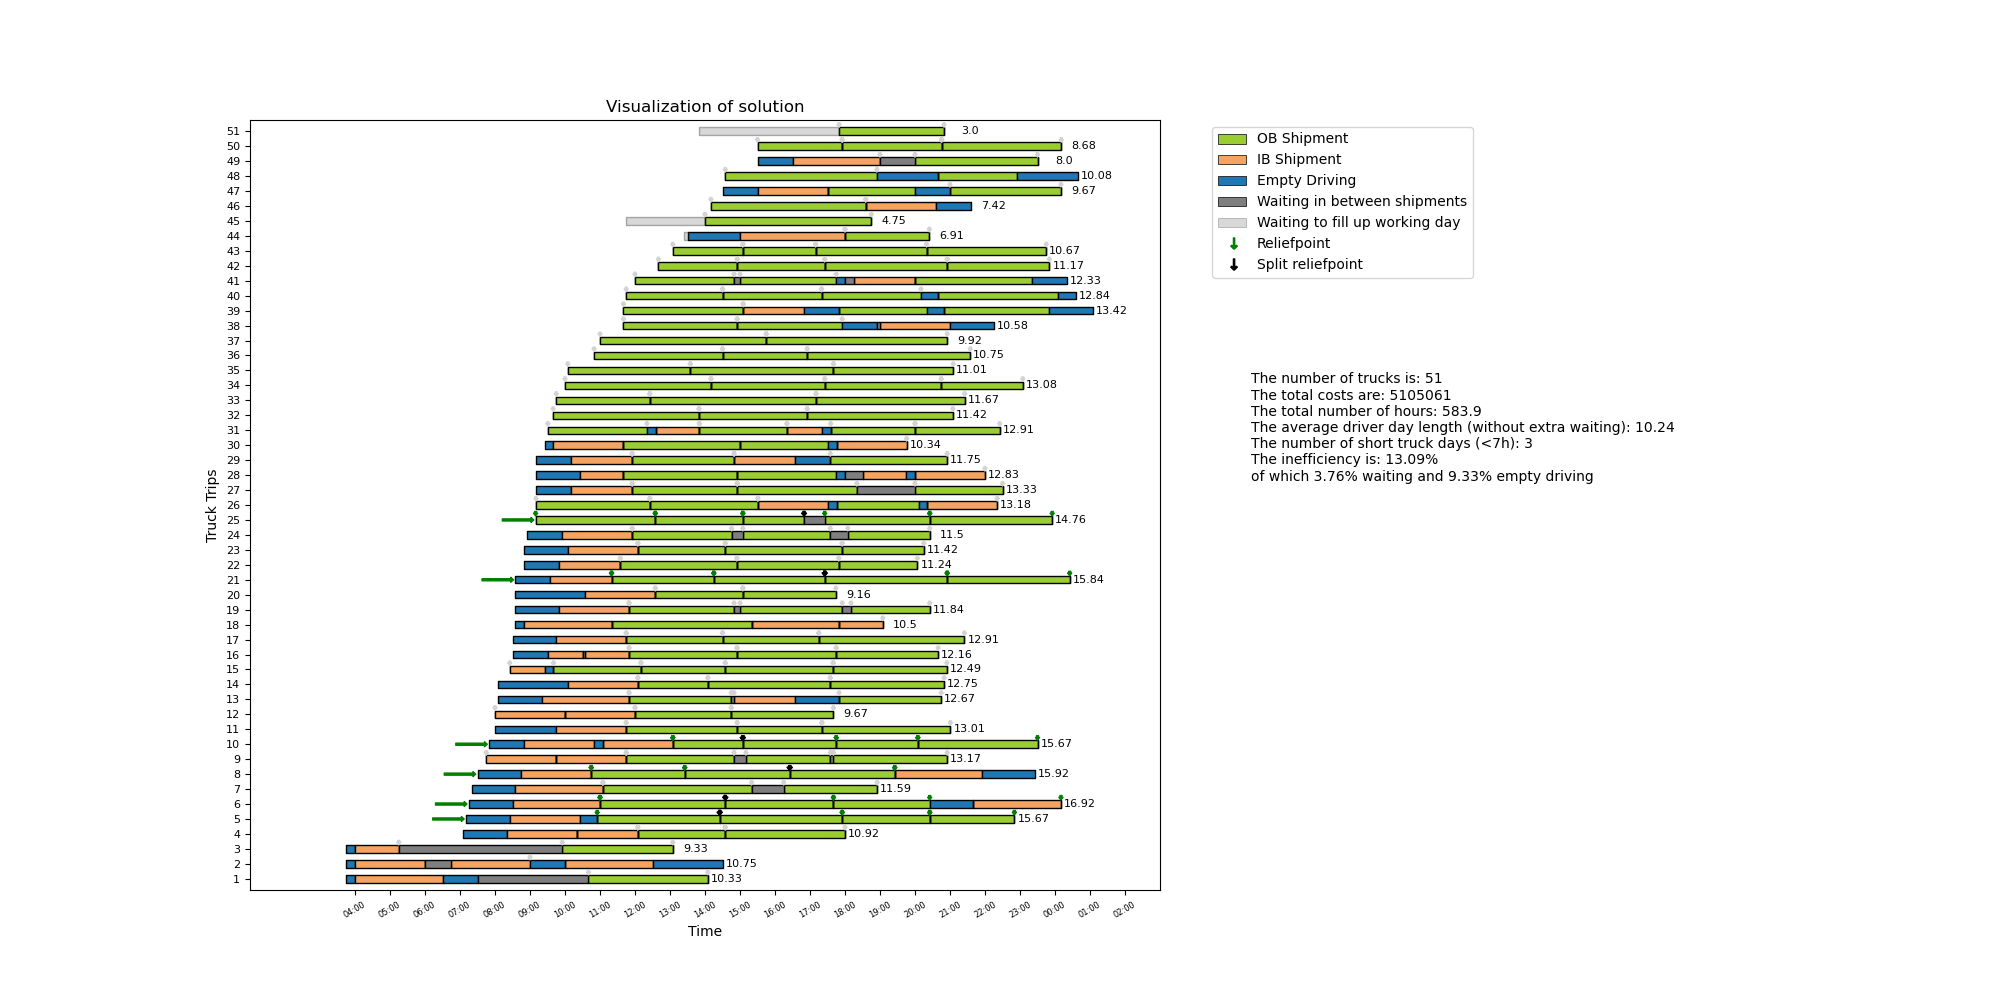 Visualization of solution
51 3.0
50 8.68
49 8.0
48 10.08
47 9.67
46 7.42
45 4.75
44 6.91
43 10.67
42 11.17
41 12.33
40 12.84
39 13.42
38 10.58
37 9.92
36 10.75
35 11.01
34 13.08
33 11.67
32 11.42
31 12.91
30 10.34
29 11.75
28 12.83
27 13.33
26 13.18
25 14.76
24 11.5
23 11.42
22 11.24
21 15.84
20 9.16
19 11.84
18 10.5
17 12.91
16 12.16
15 12.49
14 12.75
13 12.67
12 9.67
11 13.01
10 15.67
9 13.17
8 15.92
7 11.59
6 16.92
5 15.67
4 10.92
3 9.33
2 10.75
1 10.33
Truck Trips
04:00 05:00 06:00 07:00 08:00 09:00 10:00 11:00 12:00 13:00 14:00 15:00 16:00 17:00 18:00 19:00 20:00 21:00 22:00 23:00 00:00 01:00 02:00
Time
OB Shipment
IB Shipment
Empty Driving
Waiting in between shipments
Waiting to fill up working day
Reliefpoint
Split reliefpoint
The number of trucks is: 51
The total costs are: 5105061
The total number of hours: 583.9
The average driver day length (without extra waiting): 10.24
The number of short truck days (<7h): 3
The inefficiency is: 13.09%
of which 3.76% waiting and 9.33% empty driving